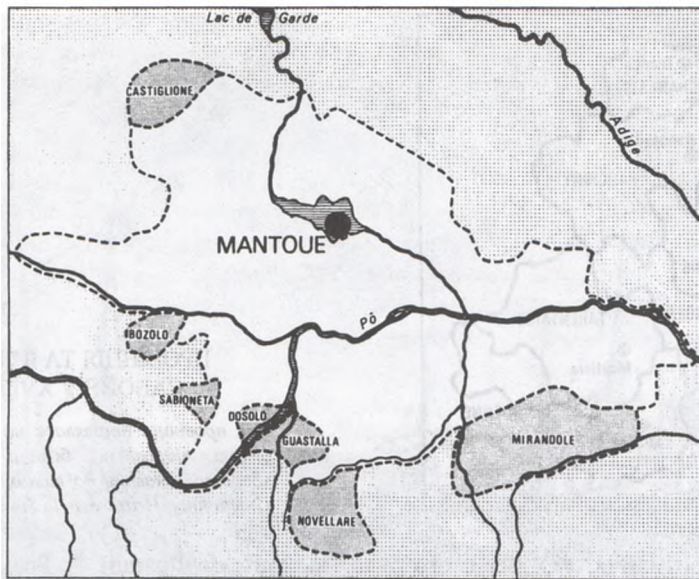 Lac de Garde
CASTIGLIONE
Adige
MANTOUE
Pô
BOZOLO
SABIONETA
DOSOLO
GUASTALLA
MIRANDOLE
NOVELLARE